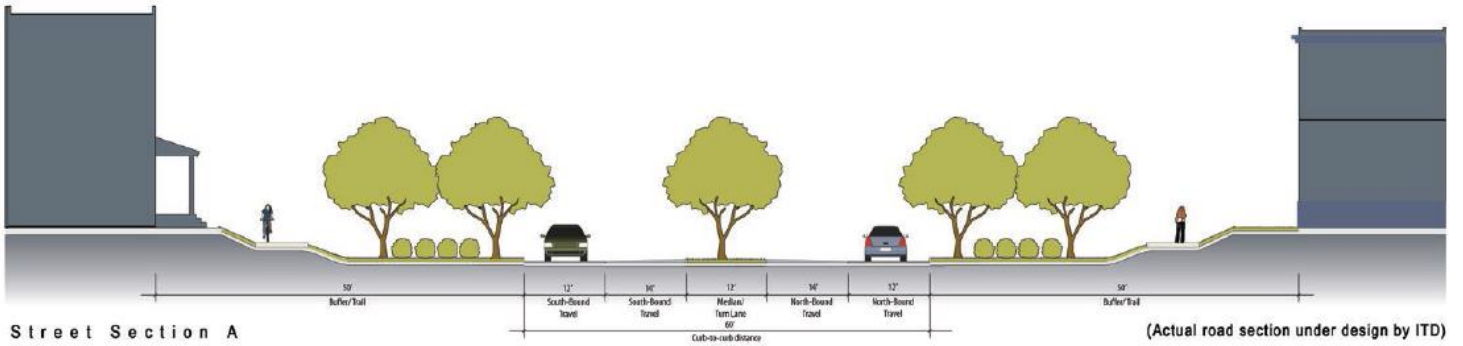 50'
Buffer/Trail
12'
South-Bound
Travel
14'
South-Bound
Travel
12'
Median/
Turn Lane
14'
North-Bound
Travel
12'
North-Bound
Travel
50'
Buffer/Trail
60'
Curb-to-curb distance
Street Section A
(Actual road section under design by ITD)